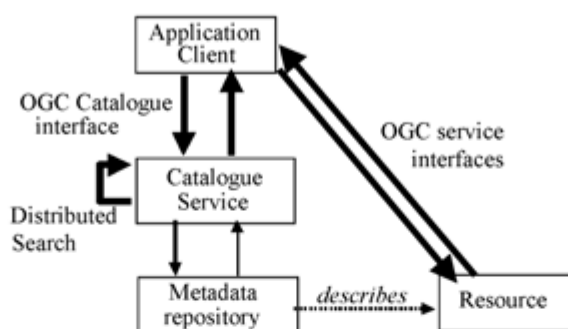 Application
Client
OGC Catalogue
interface
OGC service
interfaces
Catalogue
Service
Distributed
Search
Metadata
repository
describes
Resource